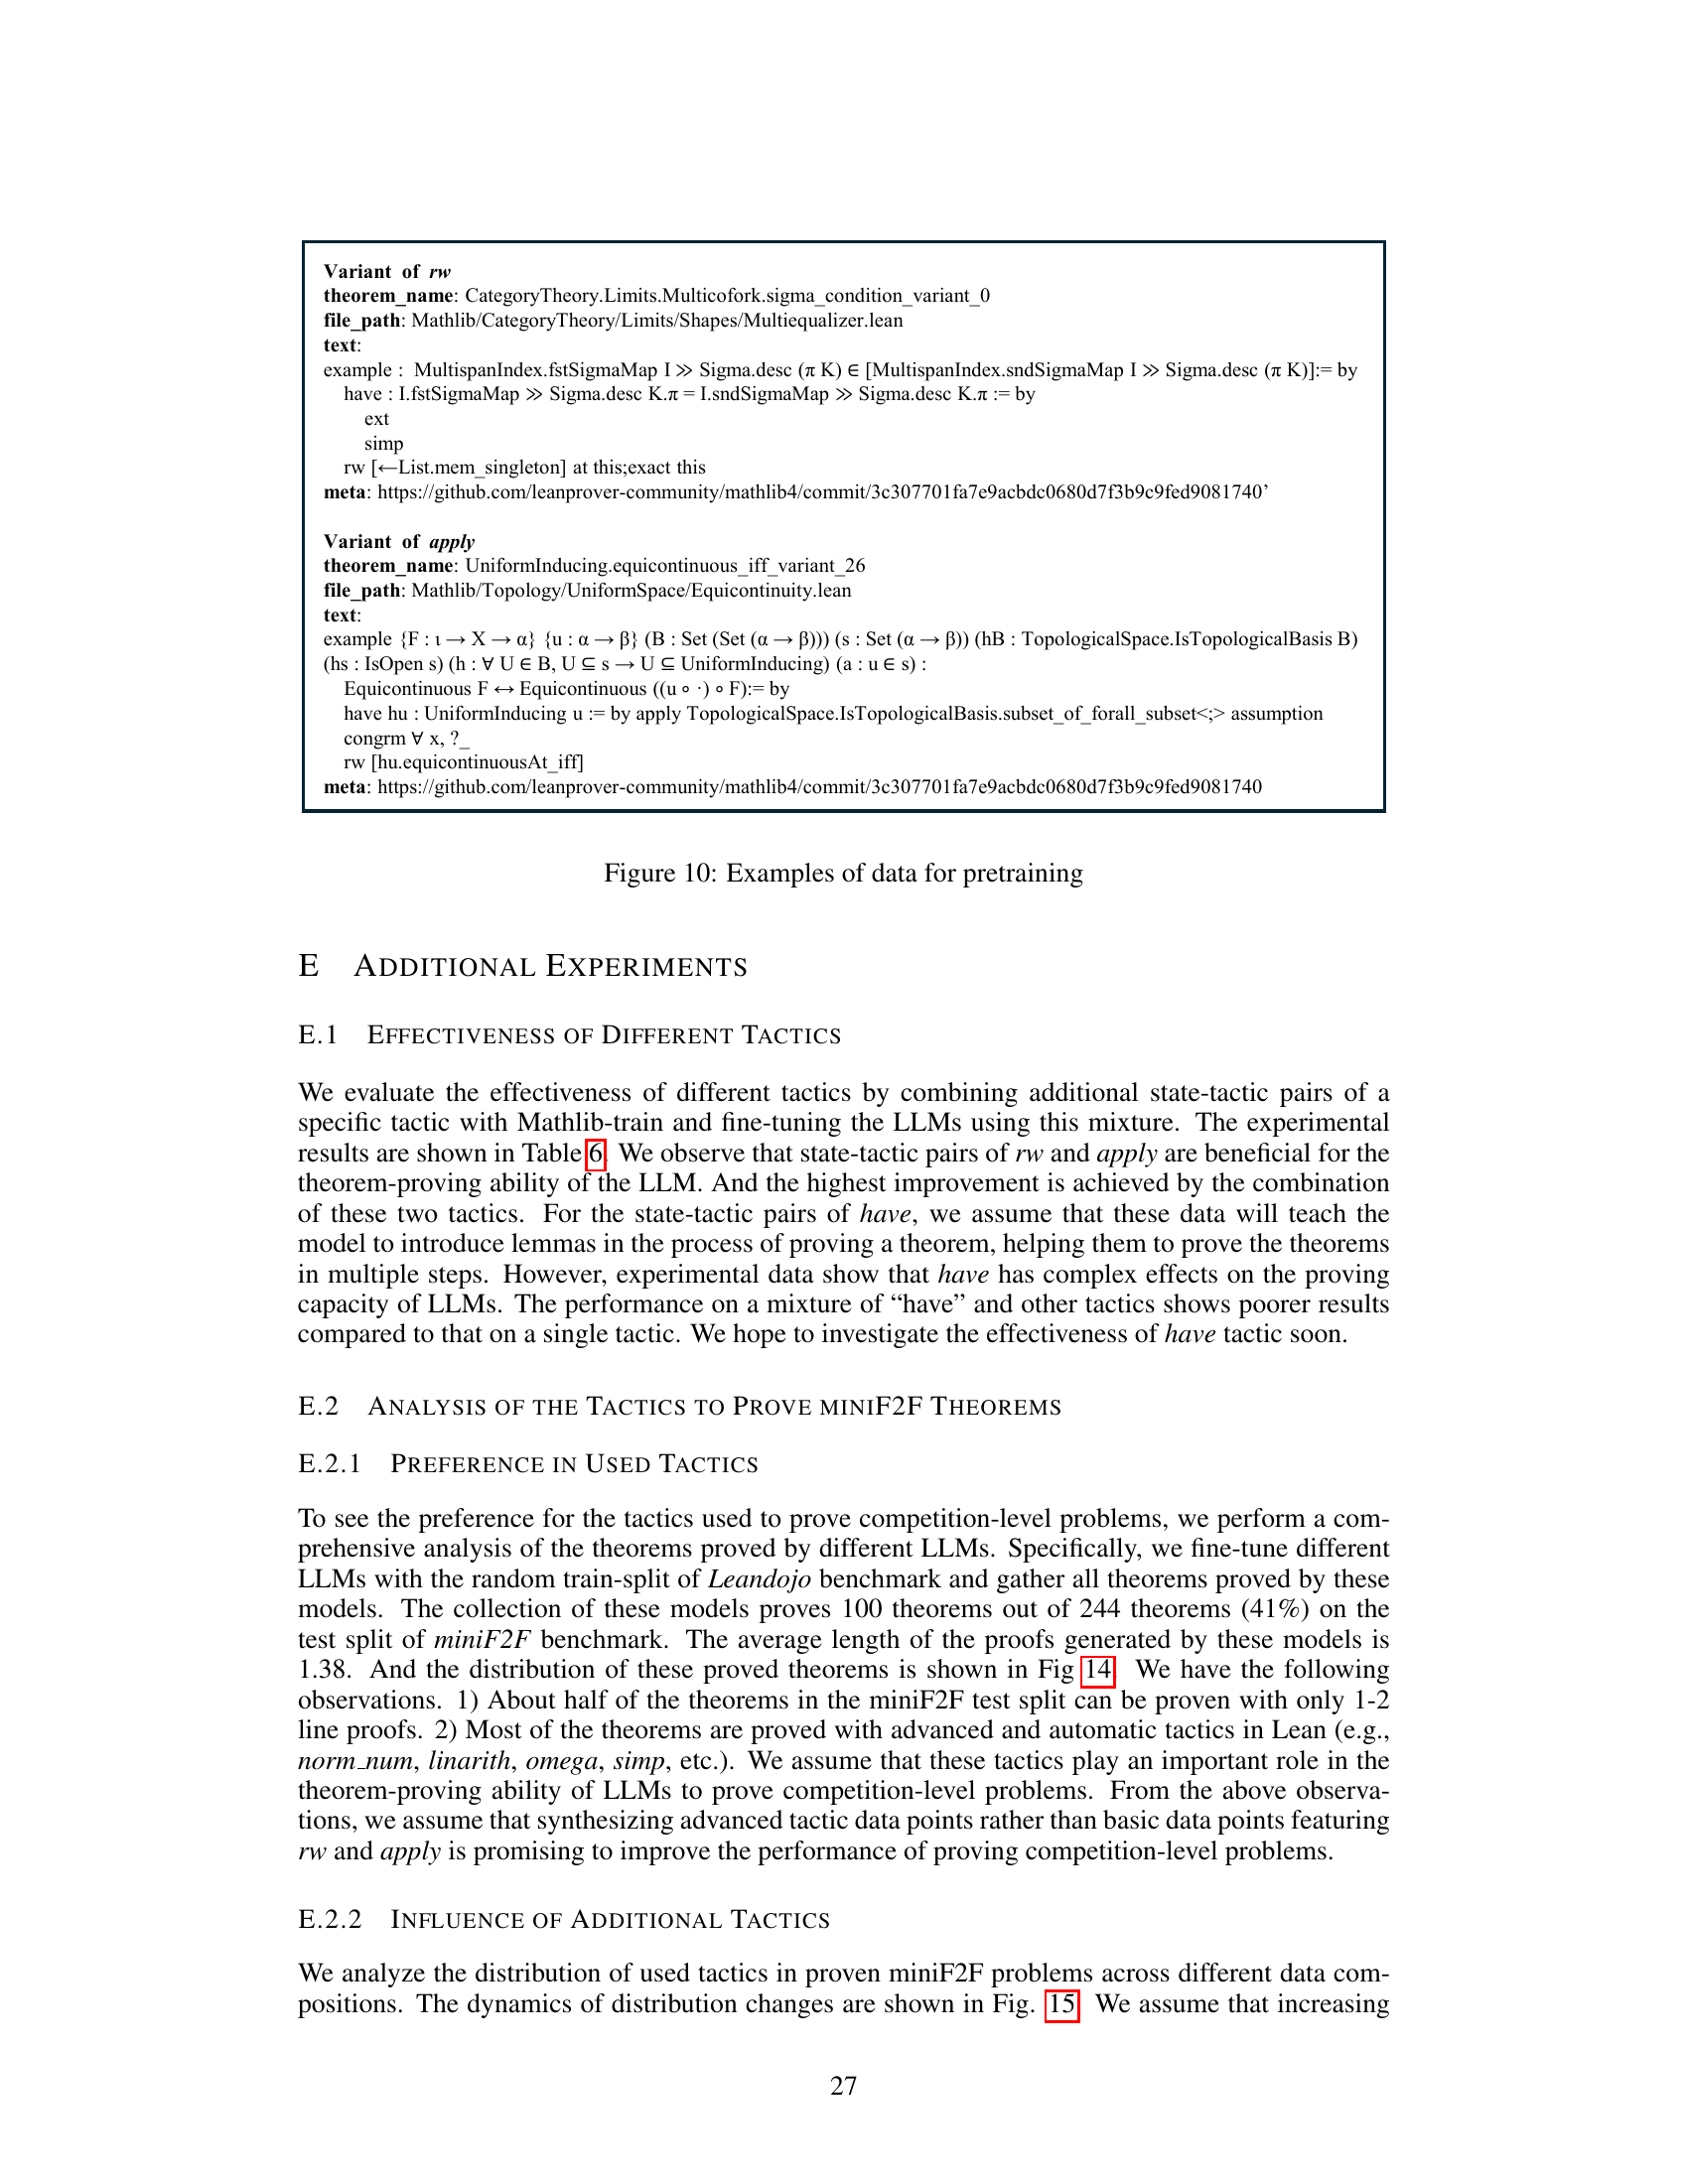 Variant of rw
theorem_name: CategoryTheory.Limits.Multicofork.sigma_condition_variant_0
file_path: Mathlib/CategoryTheory/Limits/Shapes/Multiequalizer.lean
text:
example : MultispanIndex.fstSigmaMap I ≫ Sigma.desc (π K) ∈ [MultispanIndex.sndSigmaMap I ≫ Sigma.desc (π K)]:= by
have : I.fstSigmaMap ≫ Sigma.desc K.π = I.sndSigmaMap ≫ Sigma.desc K.π := by
ext
simp
rw [←List.mem_singleton] at this;exact this
meta: https://github.com/leanprover-community/mathlib4/commit/3c307701fa7e9acbdc0680d7f3b9c9fed9081740’
Variant of apply
theorem_name: UniformInducing.equicontinuous_iff_variant_26
file_path: Mathlib/Topology/UniformSpace/Equicontinuity.lean
text:
example {F : ι → X → α} {u : α → β} (B : Set (Set (α → β))) (s : Set (α → β)) (hB : TopologicalSpace.IsTopologicalBasis B)
(hs : IsOpen s) (h : ∀ U ∈ B, U ⊆ s → U ⊆ UniformInducing) (a : u ∈ s) :
Equicontinuous F ↔ Equicontinuous ((u ∘ ·) ∘ F):= by
have hu : UniformInducing u := by apply TopologicalSpace.IsTopologicalBasis.subset_of_forall_subset<;> assumption
congrm ∀ x, ?_
rw [hu.equicontinuousAt_iff]
meta: https://github.com/leanprover-community/mathlib4/commit/3c307701fa7e9acbdc0680d7f3b9c9fed9081740
Figure 10: Examples of data for pretraining
E ADDITIONAL EXPERIMENTS
E.1 EFFECTIVENESS OF DIFFERENT TACTICS
We evaluate the effectiveness of different tactics by combining additional state-tactic pairs of a
specific tactic with Mathlib-train and fine-tuning the LLMs using this mixture. The experimental
results are shown in Table 6. We observe that state-tactic pairs of rw and apply are beneficial for the
theorem-proving ability of the LLM. And the highest improvement is achieved by the combination
of these two tactics. For the state-tactic pairs of have, we assume that these data will teach the
model to introduce lemmas in the process of proving a theorem, helping them to prove the theorems
in multiple steps. However, experimental data show that have has complex effects on the proving
capacity of LLMs. The performance on a mixture of “have” and other tactics shows poorer results
compared to that on a single tactic. We hope to investigate the effectiveness of have tactic soon.
E.2 ANALYSIS OF THE TACTICS TO PROVE MINIF2F THEOREMS
E.2.1 PREFERENCE IN USED TACTICS
To see the preference for the tactics used to prove competition-level problems, we perform a com-
prehensive analysis of the theorems proved by different LLMs. Specifically, we fine-tune different
LLMs with the random train-split of Leandojo benchmark and gather all theorems proved by these
models. The collection of these models proves 100 theorems out of 244 theorems (41%) on the
test split of miniF2F benchmark. The average length of the proofs generated by these models is
1.38. And the distribution of these proved theorems is shown in Fig 14. We have the following
observations. 1) About half of the theorems in the miniF2F test split can be proven with only 1-2
line proofs. 2) Most of the theorems are proved with advanced and automatic tactics in Lean (e.g.,
norm_num, linarith, omega, simp, etc.). We assume that these tactics play an important role in the
theorem-proving ability of LLMs to prove competition-level problems. From the above observa-
tions, we assume that synthesizing advanced tactic data points rather than basic data points featuring
rw and apply is promising to improve the performance of proving competition-level problems.
E.2.2 INFLUENCE OF ADDITIONAL TACTICS
We analyze the distribution of used tactics in proven miniF2F problems across different data com-
positions. The dynamics of distribution changes are shown in Fig. 15. We assume that increasing
27